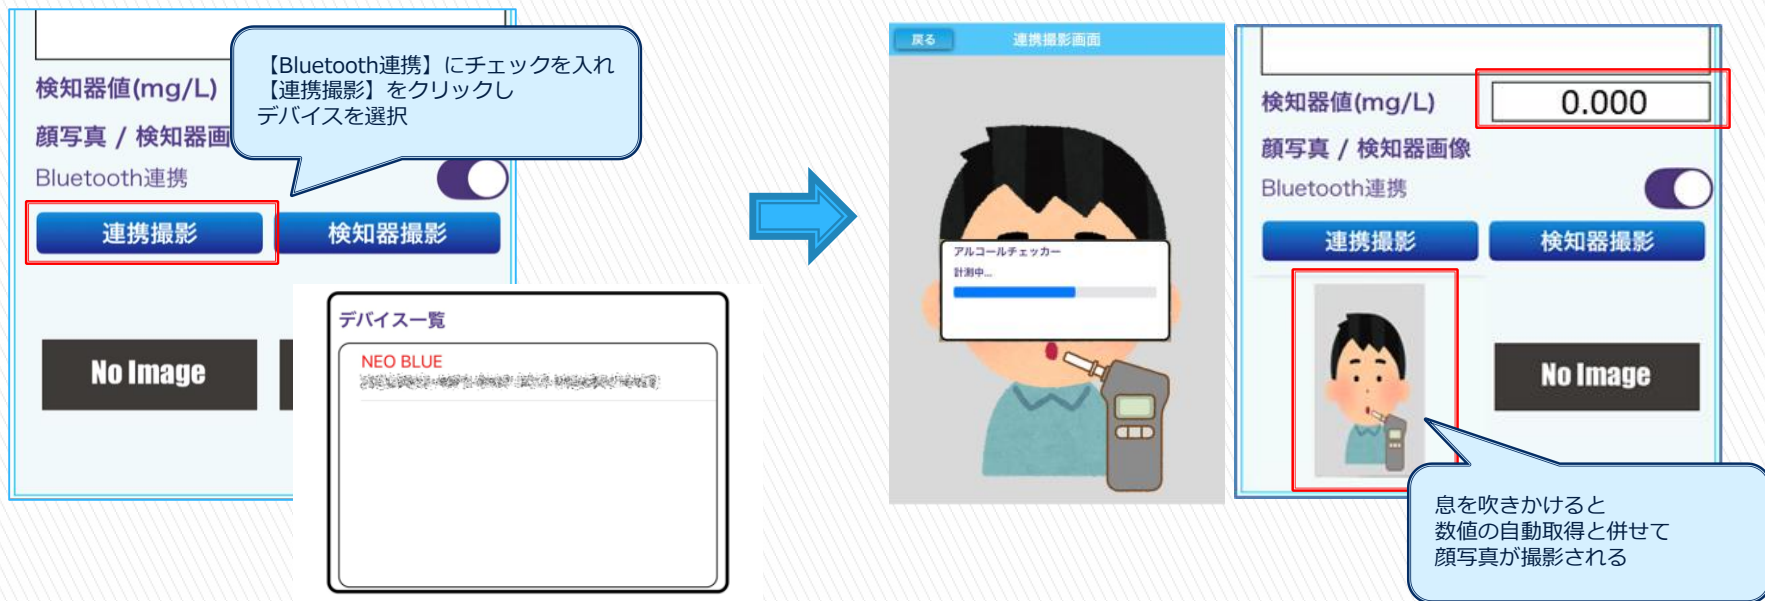 検知器値(mg/L)
顔写真 / 検知器画
Bluetooth連携
連携撮影
検知器撮影
No Image
【Bluetooth連携】にチェックを入れ
【連携撮影】をクリックし
デバイスを選択
デバイス一覧
NEO BLUE
戻る
連携撮影画面
アルコールチェッカー
計測中...
検知器値(mg/L)
0.000
顔写真 / 検知器画像
Bluetooth連携
連携撮影
検知器撮影
No Image
息を吹きかけると
数値の自動取得と併せて
顔写真が撮影される